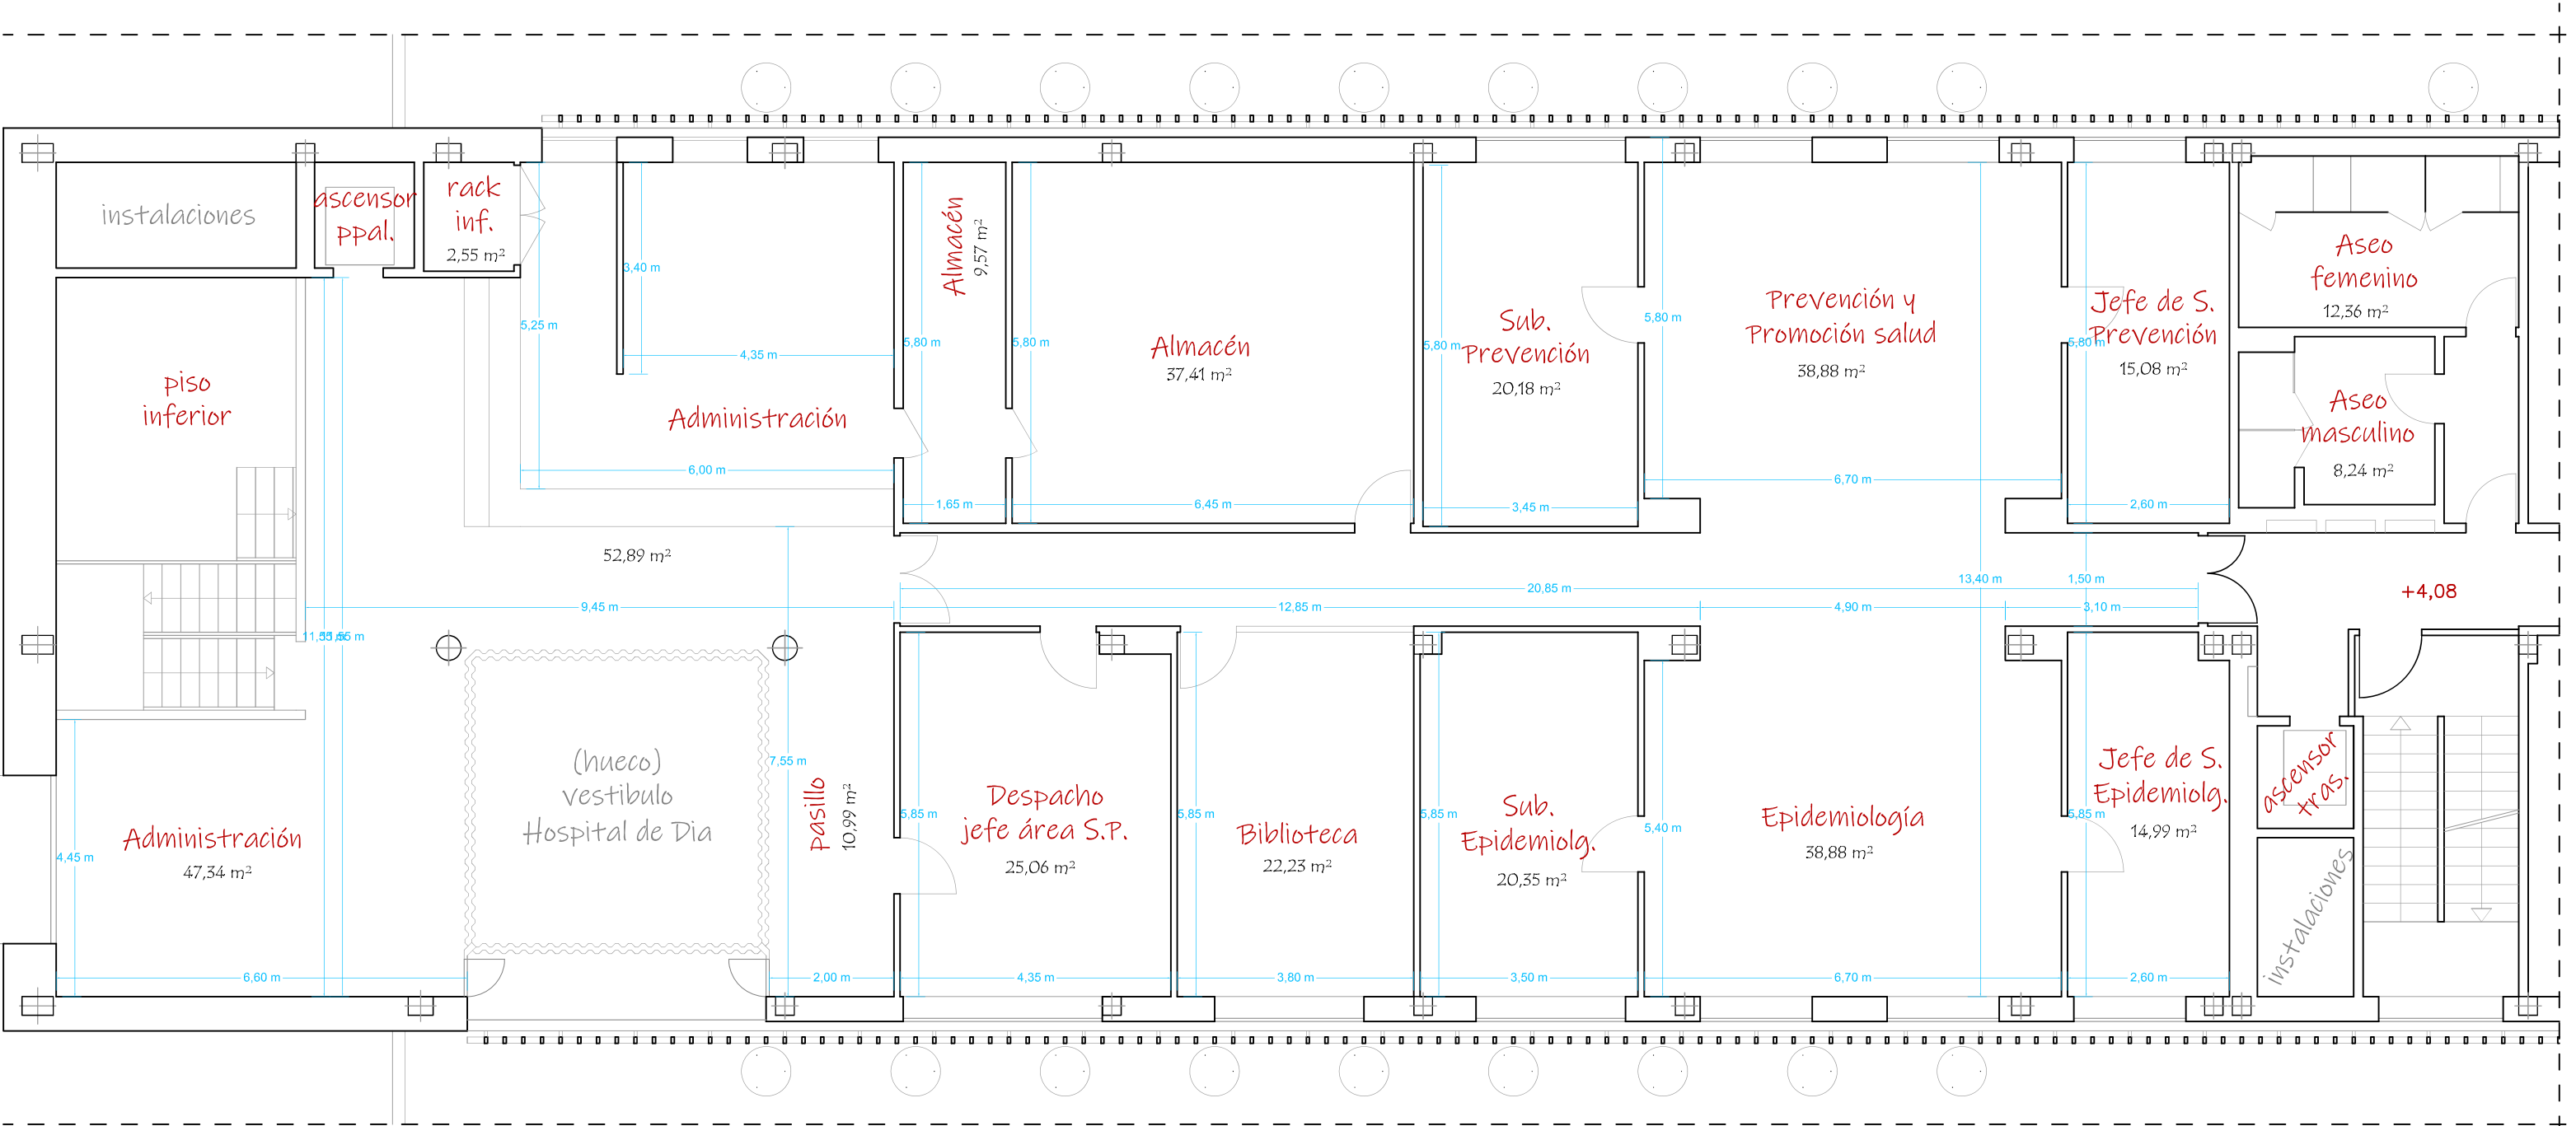 instalaciones
ascensor
ppal.
rack
inf.
2,55 m²
3,40 m
5,25 m
4,35 m
Administración
6,00 m
Almacén
9,57 m²
5,80 m
1,65 m
5,80 m
Almacén
37,41 m²
6,45 m
5,80 m
Sub.
Prevención
20,18 m²
3,45 m
5,80 m
Prevención y
Promoción salud
38,88 m²
6,70 m
Jefe de S.
Prevención
5,80 m
15,08 m²
2,60 m
Aseo
femenino
12,36 m²
Aseo
masculino
8,24 m²
piso
inferior
52,89 m²
9,45 m
11,55 m
11,55 m
20,85 m
12,85 m
13,40 m
4,90 m
1,50 m
3,10 m
+4,08
4,45 m
Administración
47,34 m²
6,60 m
(hueco)
vestibulo
Hospital de Dia
7,55 m
pasillo
10,99 m²
2,00 m
5,85 m
Despacho
jefe área S.P.
25,06 m²
4,35 m
5,85 m
Biblioteca
22,23 m²
3,80 m
5,85 m
Sub.
Epidemiolg.
20,35 m²
3,50 m
5,40 m
Epidemiología
38,88 m²
6,70 m
Jefe de S.
Epidemiolg.
5,85 m
14,99 m²
2,60 m
ascensor
tras.
instalaciones